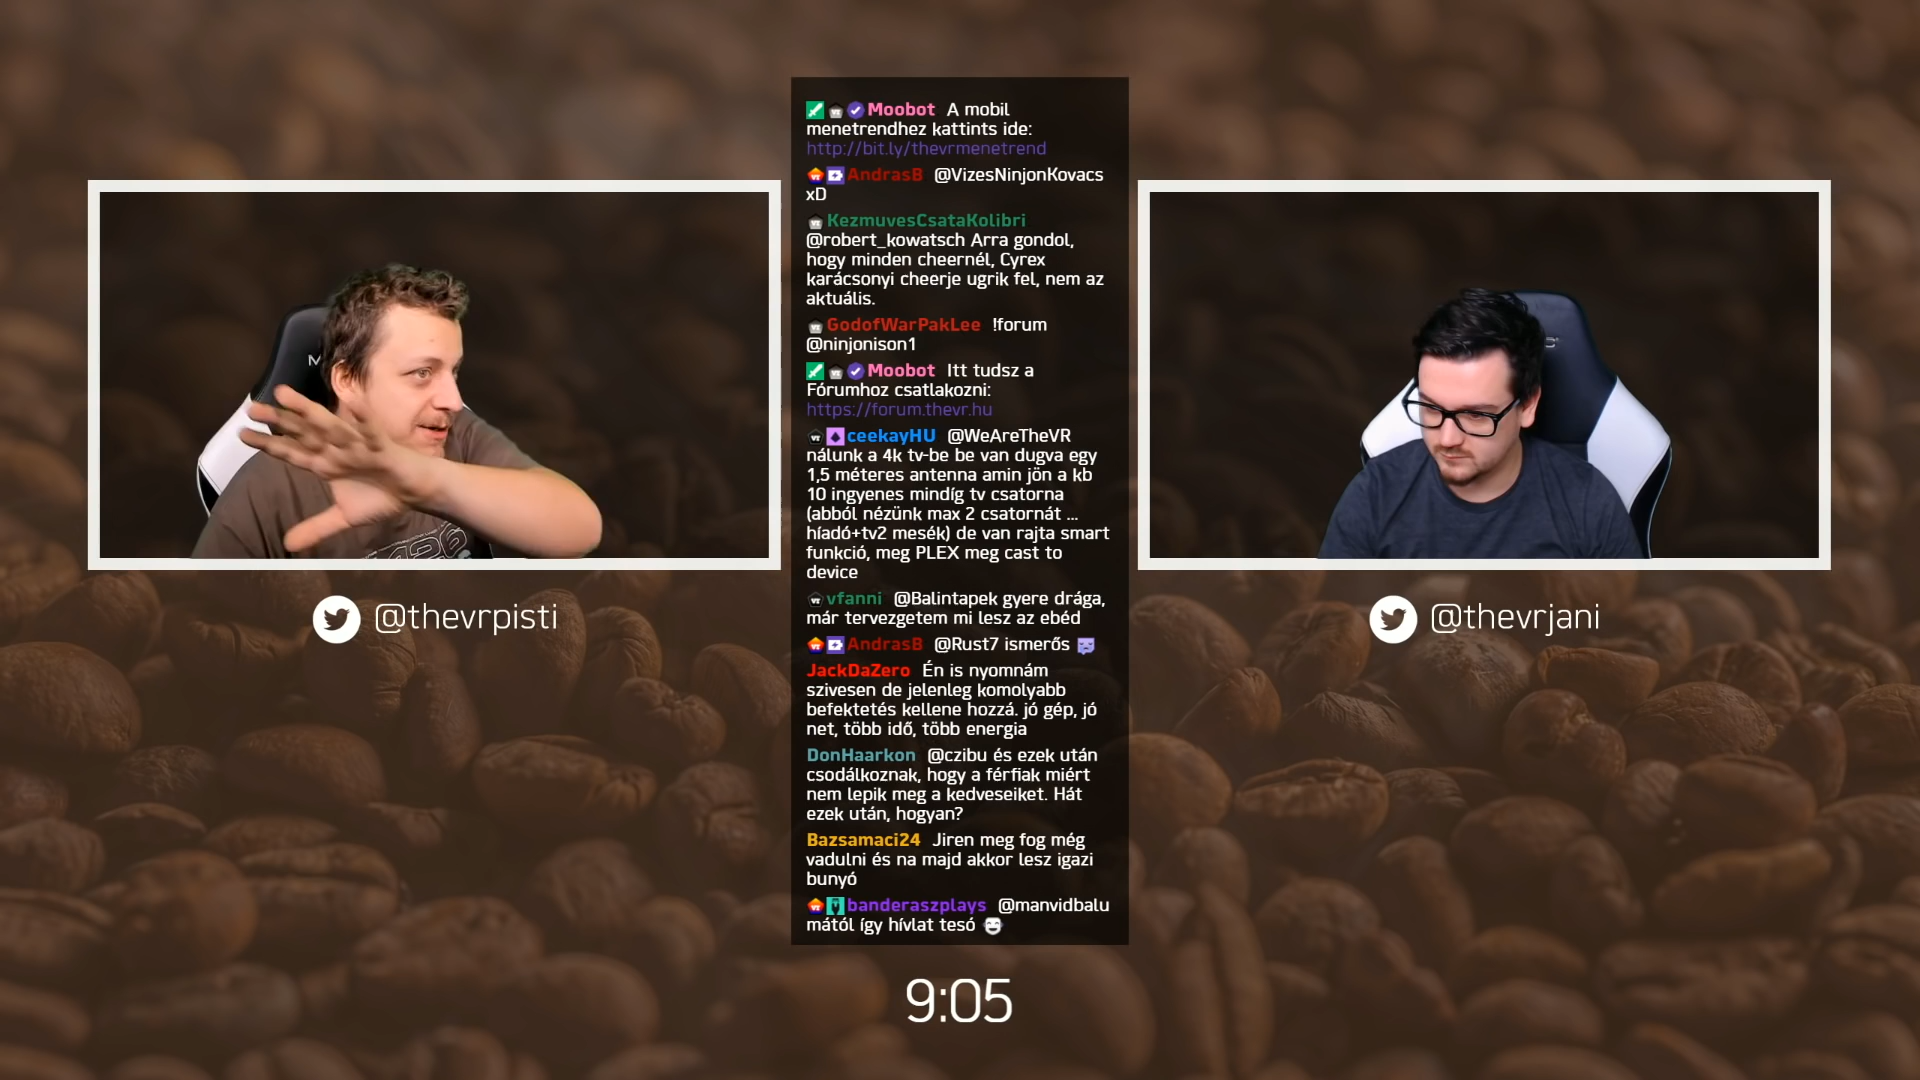 Moobot A mobil
menetrendhez kattints ide:
http://bit.ly/thevrmenetrend
AndrasB @VizesNinjonKovacs
xD
KezmuvesCsataKolibri
@robert_kowatsch Arra gondol,
hogy minden cheernél, Cyrex
karácsonyi cheerje ugrik fel, nem az
aktuális.
GodofWarPakLee !forum
@ninjonison1
Moobot Itt tudsz a
Fórumhoz csatlakozni:
https://forum.thevr.hu
ceekayHU @WeAreTheVR
nálunk a 4k tv-be be van dugva egy
1,5 méteres antenna amin jön a kb
10 ingyenes mindíg tv csatorna
(abból nézünk max 2 csatornát ...
híadó+tv2 mesék) de van rajta smart
funkció, meg PLEX meg cast to
device
vfanni @Balintapek gyere drága,
már tervezgetem mi lesz az ebéd
AndrasB @Rust7 ismerős
JackDaZero Én is nyomnám
szivesen de jelenleg komolyabb
befektetés kellene hozzá. jó gép, jó
net, több idő, több energia
DonHaarkon @czibu és ezek után
csodálkoznak, hogy a férfiak miért
nem lepik meg a kedveseiket. Hát
ezek után, hogyan?
Bazsamaci24 Jiren meg fog még
vadulni és na majd akkor lesz igazi
bunyó
banderaszplays @manvidbalu
mától így hívlat tesó
@thevrpisti
@thevrjani
9:05